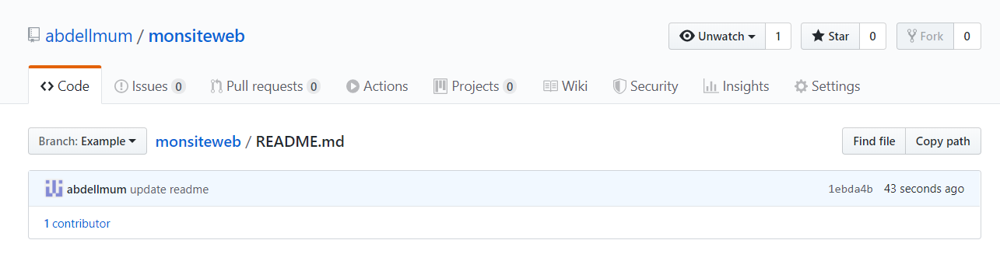 abdellmum / monsiteweb Unwatch 1 Star 0 Fork 0
Code Issues 0 Pull requests 0 Actions Projects 0 Wiki Security Insights Settings
Branch: Example monsiteweb / README.md Find file Copy path
abdellmum update readme 1ebda4b 43 seconds ago
1 contributor